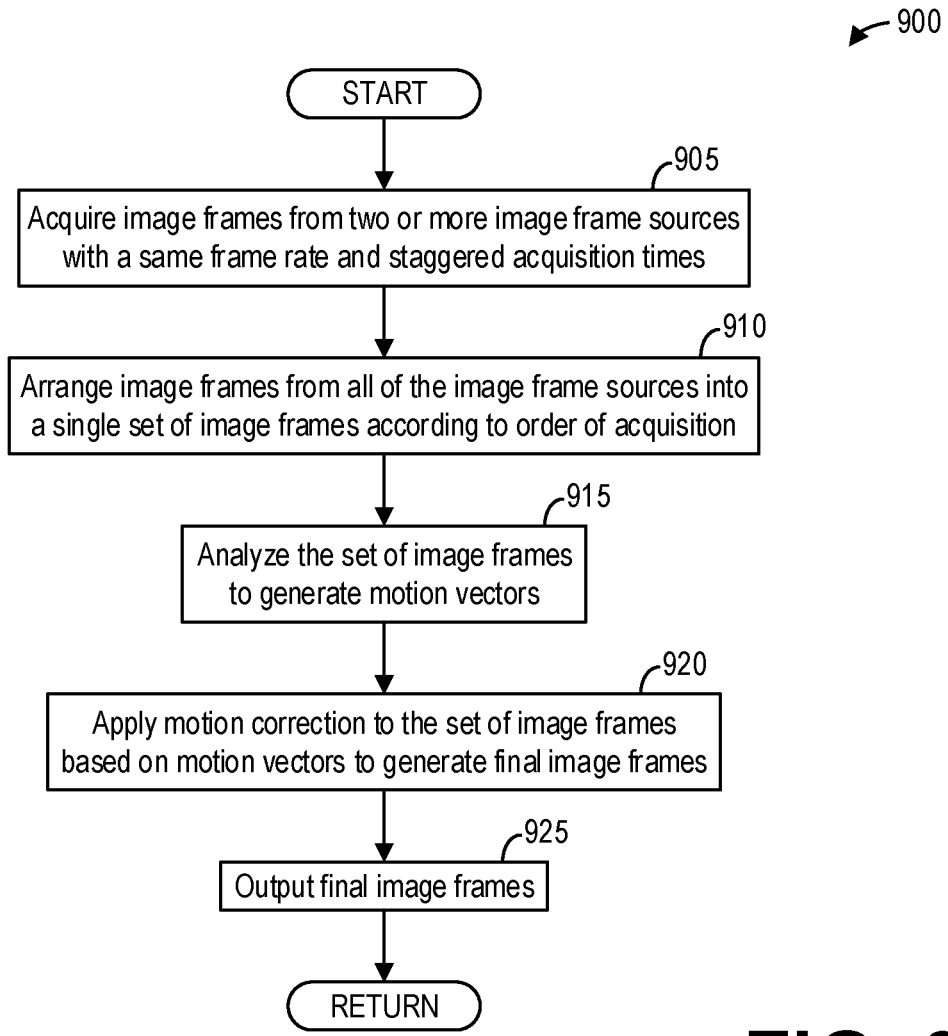 900
START
905
Acquire image frames from two or more image frame sources
with a same frame rate and staggered acquisition times
910
Arrange image frames from all of the image frame sources into
a single set of image frames according to order of acquisition
915
Analyze the set of image frames
to generate motion vectors
920
Apply motion correction to the set of image frames
based on motion vectors to generate final image frames
925
Output final image frames
RETURN
FIG.